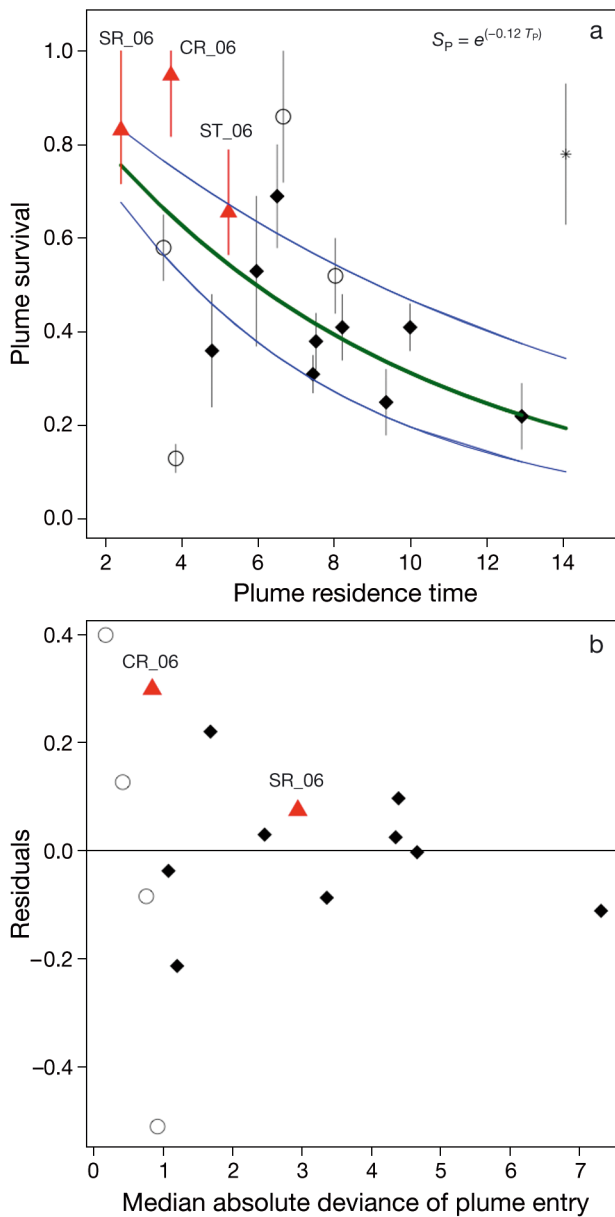 a
S_P = e^(-0.12 T_P)
SR_06
CR_06
ST_06
1.0
0.8
0.6
0.4
0.2
0.0
Plume survival
2 4 6 8 10 12 14
Plume residence time
b
CR_06
SR_06
0.4
0.2
0.0
−0.2
−0.4
Residuals
0 1 2 3 4 5 6 7
Median absolute deviance of plume entry